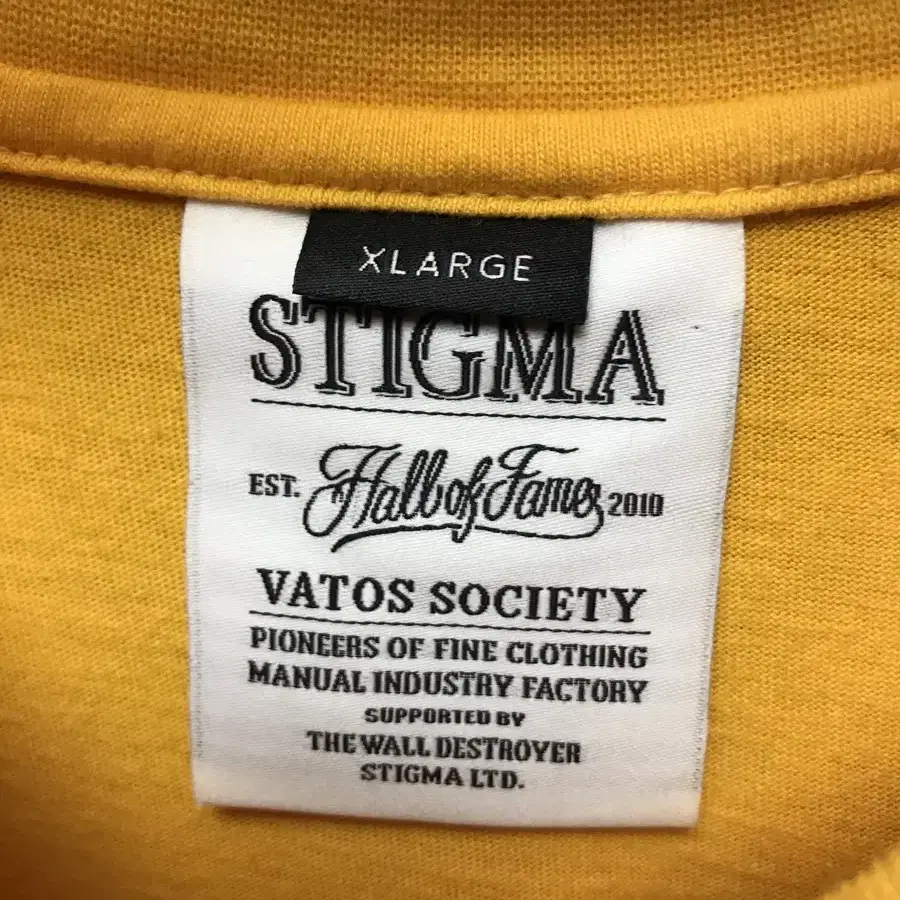 XLARGE
STIGMA
EST. Hall of Fame 2010
VATOS SOCIETY
PIONEERS OF FINE CLOTHING
MANUAL INDUSTRY FACTORY
SUPPORTED BY
THE WALL DESTROYER
STIGMA LTD.